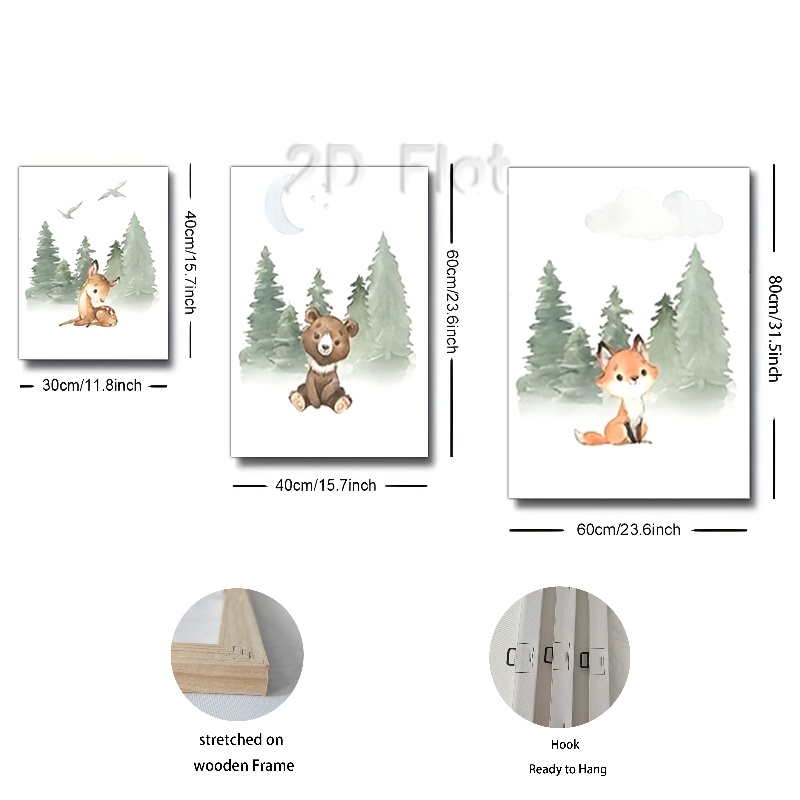 2D Flat
40cm/15.7inch
30cm/11.8inch
60cm/23.6inch
40cm/15.7inch
80cm/31.5inch
60cm/23.6inch
stretched on
wooden Frame
Hook
Ready to Hang